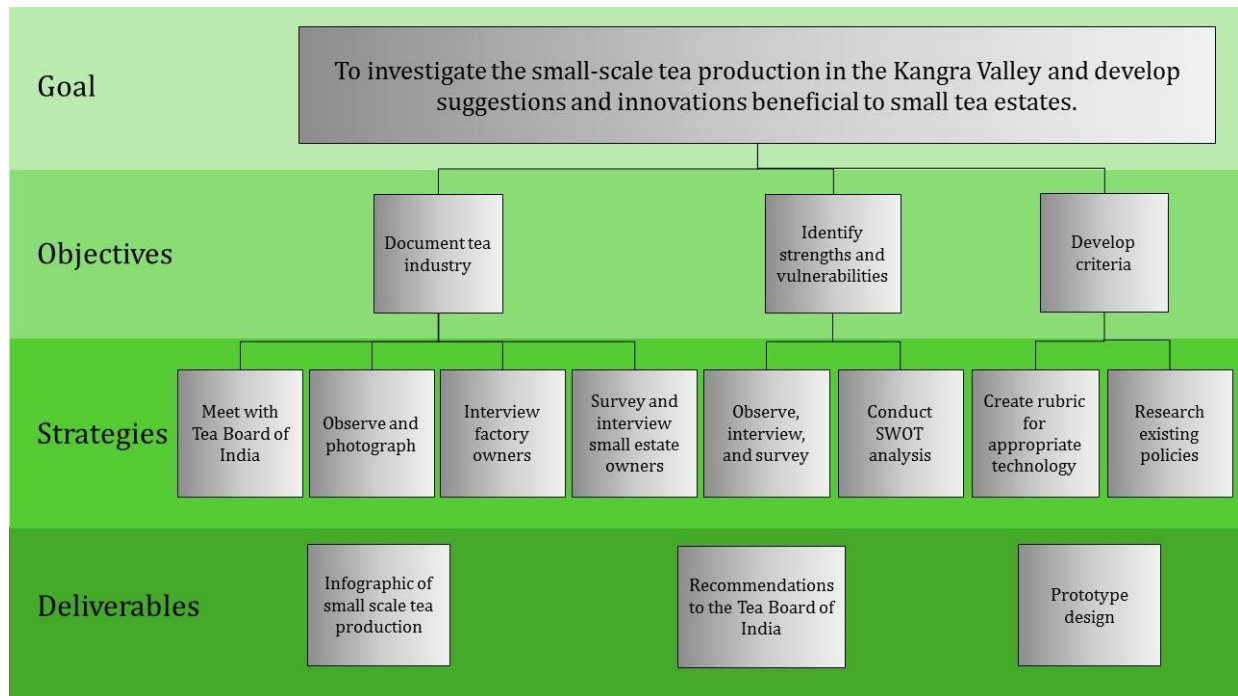 Goal
To investigate the small-scale tea production in the Kangra Valley and develop
suggestions and innovations beneficial to small tea estates.
Objectives
Document tea
industry
Identify
strengths and
vulnerabilities
Develop
criteria
Strategies
Meet with
Tea Board of
India
Observe and
photograph
Interview
factory
owners
Survey and
interview
small estate
owners
Observe,
interview,
and survey
Conduct
SWOT
analysis
Create rubric
for
appropriate
technology
Research
existing
policies
Deliverables
Infographic of
small scale tea
production
Recommendations
to the Tea Board of
India
Prototype
design